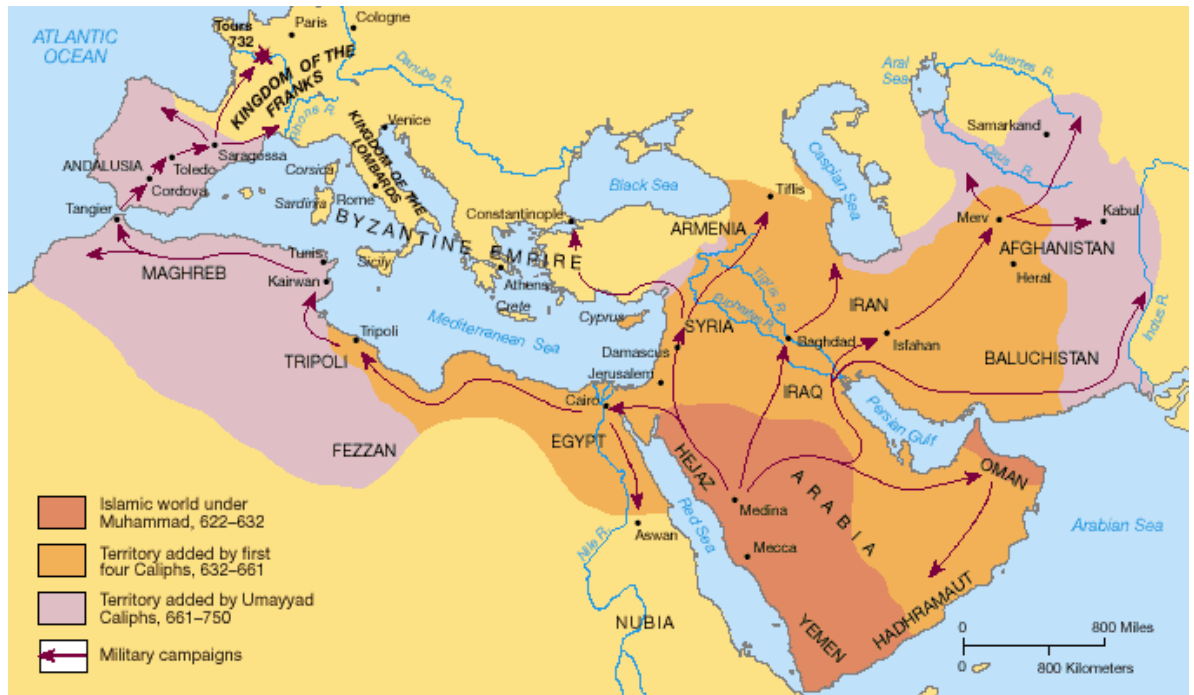 Tours
732
Paris
Cologne
ATLANTIC
OCEAN
KINGDOM OF THE
FRANKS
Danube R.
Rhone R.
Venice
KINGDOM OF THE
LOMBARDS
Aral
Sea
Jaxartes R.
Samarkand
Oxus R.
Caspian Sea
Black Sea
Tiflis
ANDALUSIA
Saragossa
Toledo
Cordova
Corsica
Sardinia
Rome
Constantinople
BYZANTINE EMPIRE
ARMENIA
Merv
Kabul
AFGHANISTAN
Herat
Tangier
MAGHREB
Tunis
Kairwan
Sicily
Athens
Crete
Cyprus
Mediterranean Sea
Tigris R.
Euphrates R.
SYRIA
IRAN
Baghdad
Isfahan
Indus R.
Damascus
Jerusalem
BALUCHISTAN
IRAQ
Tripoli
TRIPOLI
Cairo
Persian Gulf
FEZZAN
EGYPT
HEJAZ
ARABIA
OMAN
Medina
Red Sea
Arabian Sea
Aswan
Nile R.
Mecca
NUBIA
YEMEN
HADHRAMAUT
Islamic world under
Muhammad, 622–632
Territory added by first
four Caliphs, 632–661
Territory added by Umayyad
Caliphs, 661–750
Military campaigns
0 800 Miles
0 800 Kilometers